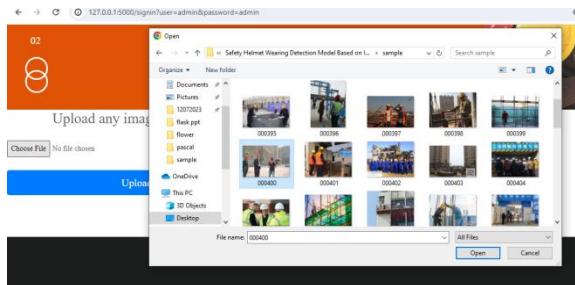 127.0.0.1:5000/signin?user=admin&password=admin
02
Upload any imag
Choose File No file chosen
Uploa
Open
« Safety Helmet Wearing Detection Model Based on I... › sample
Search sample
Organize
New folder
Documents
Pictures
12072023
flask ppt
flower
pascal
sample
OneDrive
This PC
3D Objects
Desktop
000395
000396
000397
000398
000399
000400
000401
000402
000403
000404
File name: 000400
All Files
Open
Cancel